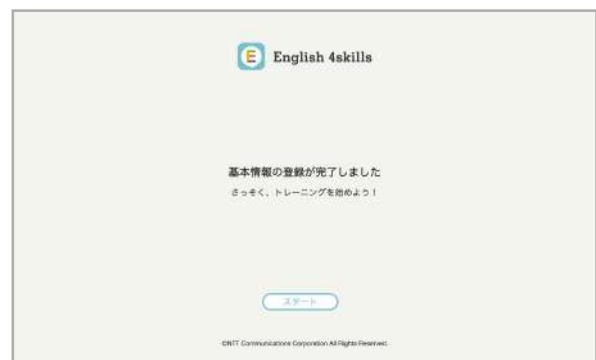 E English 4skills
基本情報の登録が完了しました
さっそく、トレーニングを始めよう！
スタート
©NTT Communications Corporation All Rights Reserved.